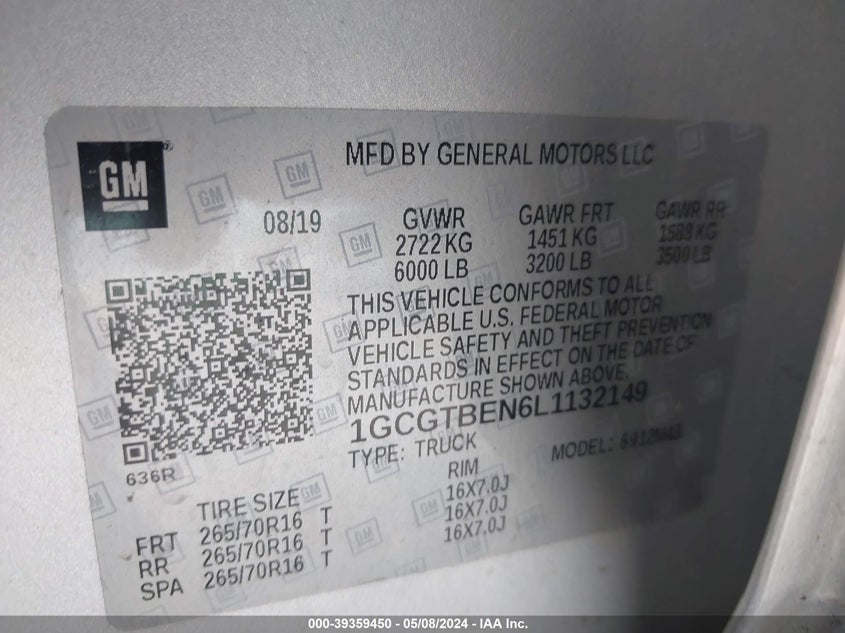 GM
MFD BY GENERAL MOTORS LLC
08/19
GVWR GAWR FRT GAWR RR
2722 KG 1451 KG 1588 KG
6000 LB 3200 LB 3500 LB
THIS VEHICLE CONFORMS TO ALL
APPLICABLE U.S. FEDERAL MOTOR
VEHICLE SAFETY AND THEFT PREVENTION
STANDARDS IN EFFECT ON THE DATE OF
MANUFACTURE SHOWN ABOVE.
1GCGTBEN6L1132149
TYPE: TRUCK MODEL:
636R
TIRE SIZE RIM
FRT 265/70R16 T 16X7.0J
RR 265/70R16 T 16X7.0J
SPA 265/70R16 T 16X7.0J
000-39359450 - 05/08/2024 - IAA Inc.